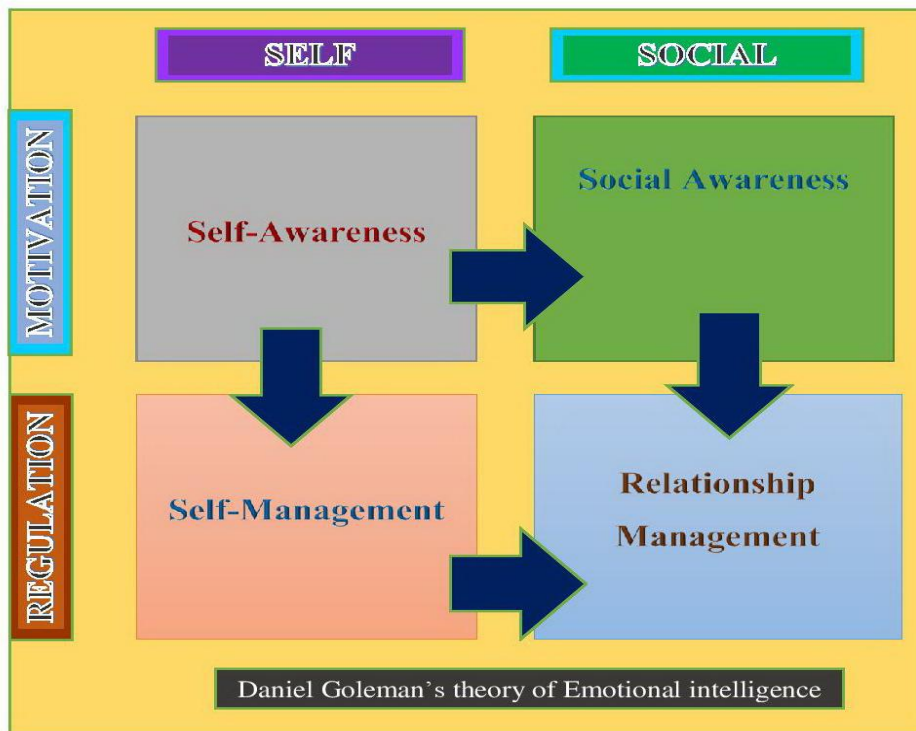 SELF
SOCIAL
MOTIVATION
Self-Awareness
Social Awareness
REGULATION
Self-Management
Relationship
Management
Daniel Goleman’s theory of Emotional intelligence